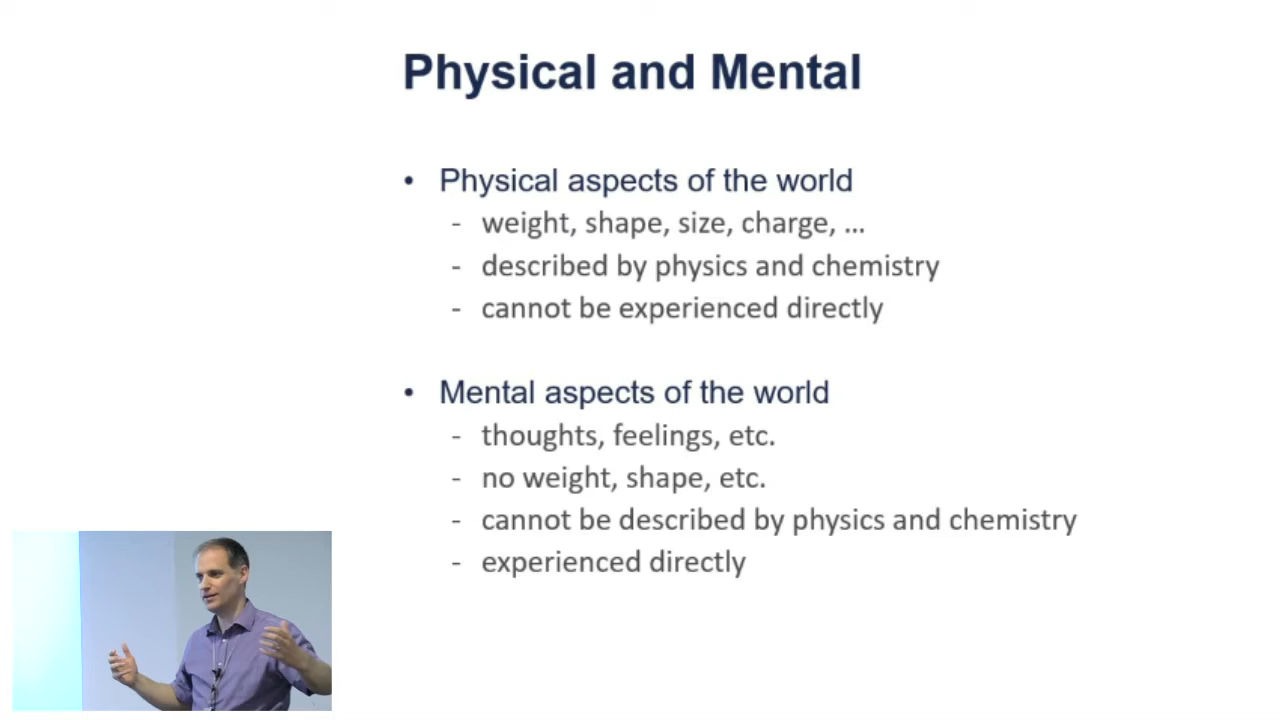 Physical and Mental
• Physical aspects of the world
- weight, shape, size, charge, ...
- described by physics and chemistry
- cannot be experienced directly
• Mental aspects of the world
- thoughts, feelings, etc.
- no weight, shape, etc.
- cannot be described by physics and chemistry
- experienced directly